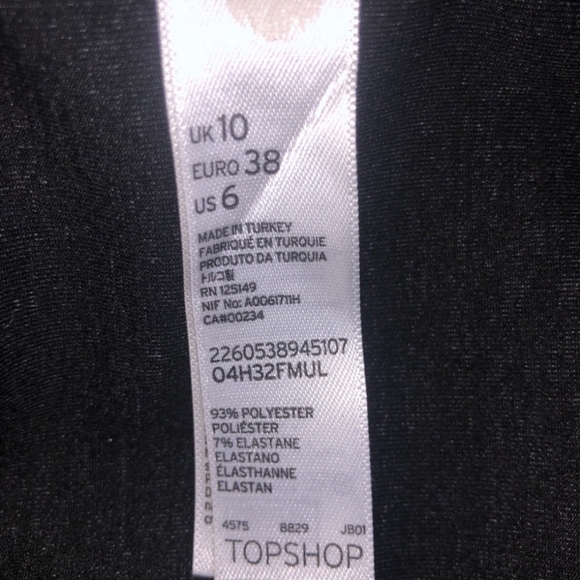 UK 10
EURO 38
US 6
MADE IN TURKEY
FABRIQUÉ EN TURQUIE
PRODUTO DA TURQUIA
トルコ製
RN 125149
NIF No: A0061711H
CA#00234
2260538945107
04H32FMUL
93% POLYESTER
POLIÉSTER
7% ELASTANE
ELASTANO
ÉLASTHANNE
ELASTAN
4575 8829 JB01
TOPSHOP